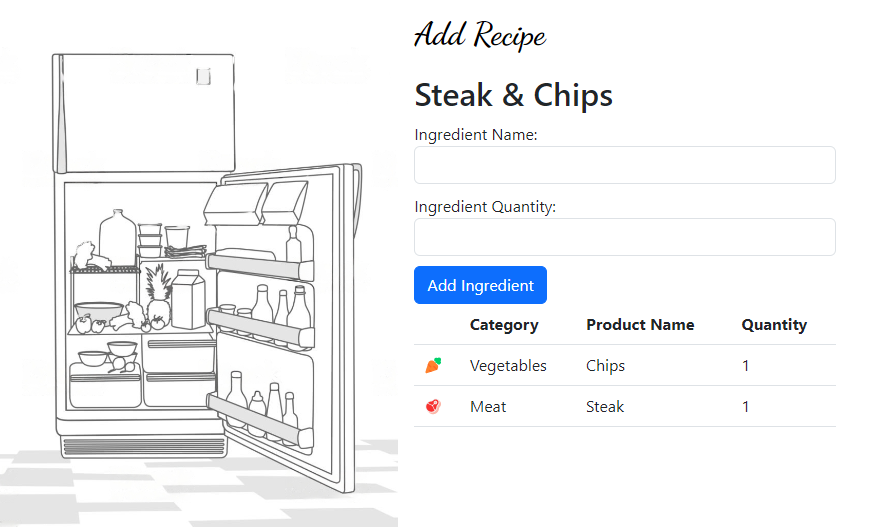 Add Recipe
Steak & Chips
Ingredient Name:
Ingredient Quantity:
Add Ingredient
Category Product Name Quantity
Vegetables Chips 1
Meat Steak 1